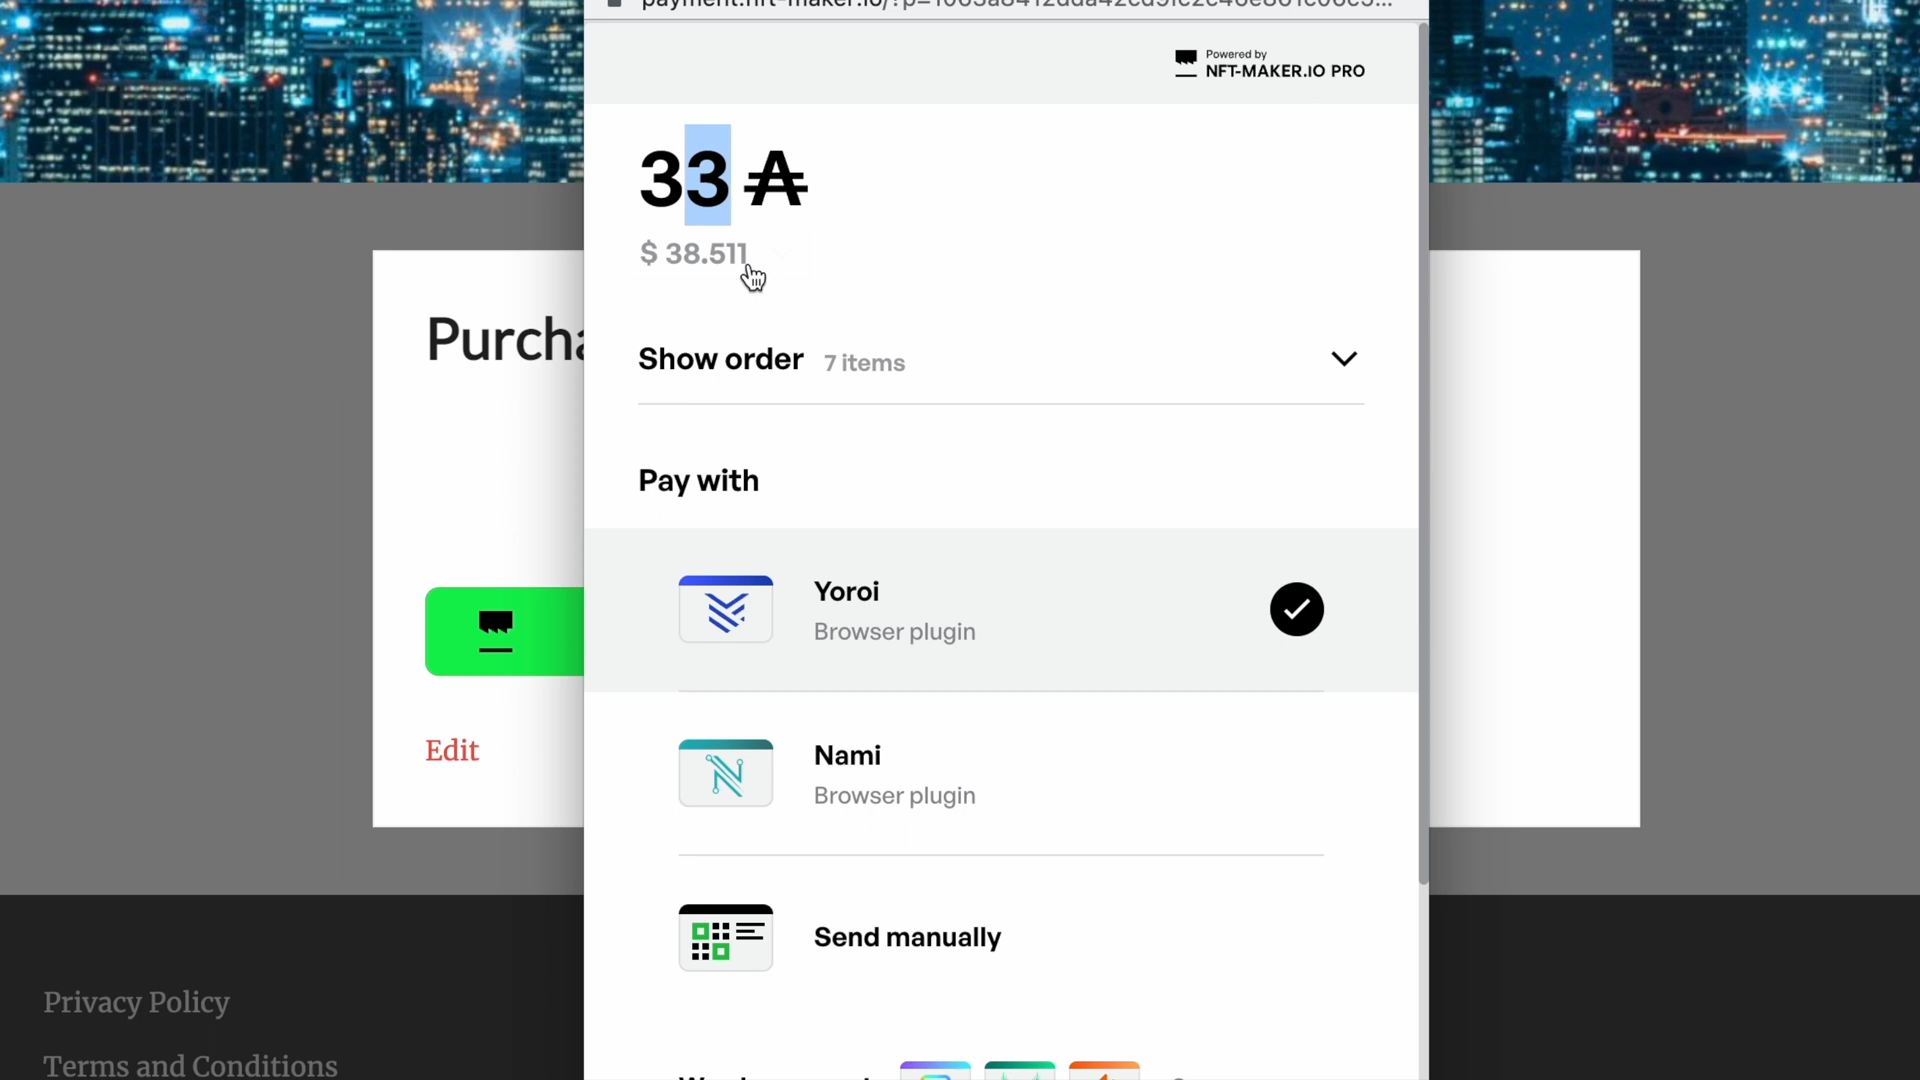 Powered by
NFT-MAKER.IO PRO
33 ₳
$ 38.511
Show order 7 items
Pay with
Yoroi
Browser plugin
Nami
Browser plugin
Send manually
Edit
Privacy Policy
Terms and Conditions